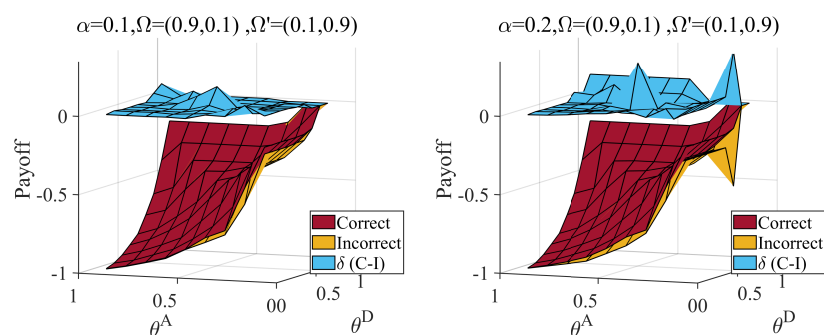 α=0.1,Ω=(0.9,0.1) ,Ω'=(0.1,0.9)
0
-0.5
-1
Payoff
1
0.5
00
0.5
1
θ^A
θ^D
Correct
Incorrect
δ (C-I)
α=0.2,Ω=(0.9,0.1) ,Ω'=(0.1,0.9)
0
-0.5
-1
Payoff
1
0.5
00
0.5
1
θ^A
θ^D
Correct
Incorrect
δ (C-I)